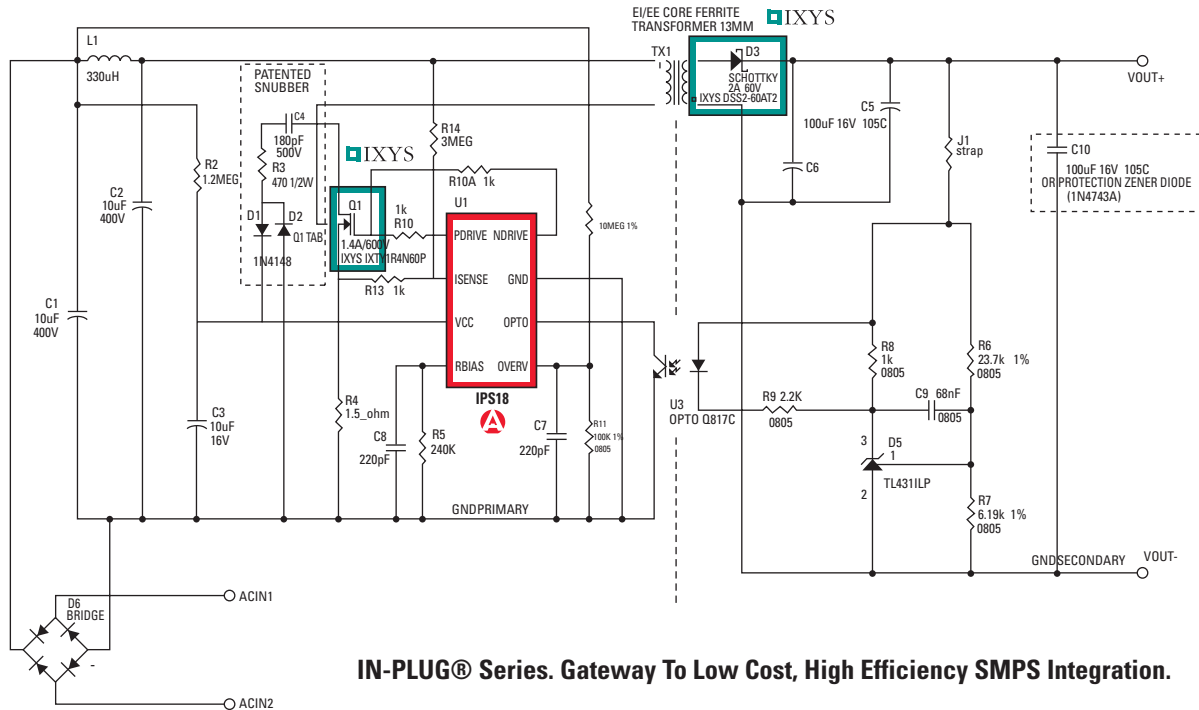 EI/EE CORE FERRITE
TRANSFORMER 13MM
IXYS
L1
330uH
TX1
D3
SCHOTTKY
2A 60V
IXYS DSS2-60AT2
VOUT+
PATENTED
SNUBBER
C4
180pF
500V
R3
470 1/2W
D1
D2
Q1 TAB
1N4148
IXYS
Q1
1.4A/600V
IXYS IXTY1R4N60P
R14
3MEG
R10A 1k
1k
R10
U1
PDRIVE
NDRIVE
ISENSE
GND
VCC
OPTO
RBIAS
OVERV
IPS18
A
R13 1k
10MEG 1%
R2
1.2MEG
C2
10uF
400V
C1
10uF
400V
C3
10uF
16V
R4
1.5_ohm
C8
220pF
R5
240K
C7
220pF
R11
100K 1%
0805
GNDPRIMARY
C5
100uF 16V 105C
C6
J1
strap
C10
100uF 16V 105C
OR PROTECTION ZENER DIODE
(1N4743A)
R8
1k
0805
R6
23.7k 1%
0805
C9 68nF
0805
R9 2.2K
0805
U3
OPTO Q817C
3
D5
1
TL431ILP
2
R7
6.19k 1%
0805
GNDSECONDARY
VOUT-
D6
BRIDGE
-
ACIN1
ACIN2
IN-PLUG® Series. Gateway To Low Cost, High Efficiency SMPS Integration.